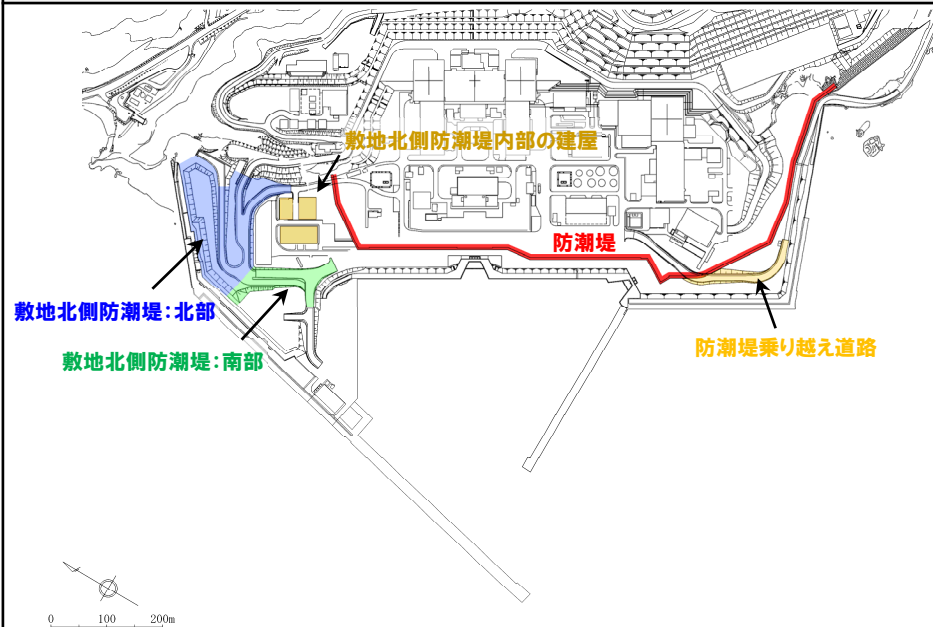 敷地北側防潮堤内部の建屋
防潮堤
敷地北側防潮堤:北部
敷地北側防潮堤:南部
防潮堤乗り越え道路
0 100 200m